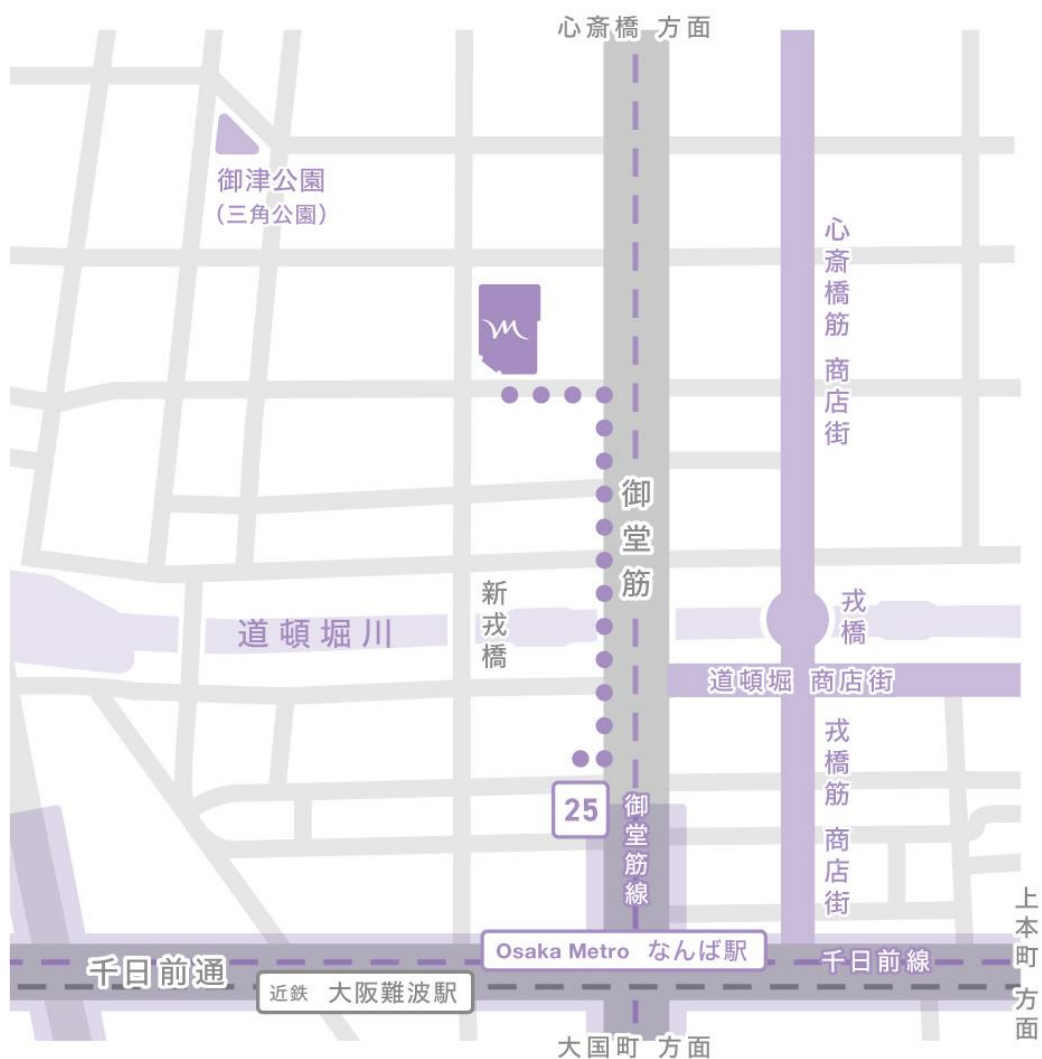 心斎橋 方面
御津公園
(三角公園)
心斎橋筋 商店街
御堂筋
新戎橋
戎橋
道頓堀川
道頓堀 商店街
戎橋筋 商店街
25
御堂筋線
上本町 方面
Osaka Metro なんば駅
千日前線
千日前通
近鉄 大阪難波駅
大国町 方面